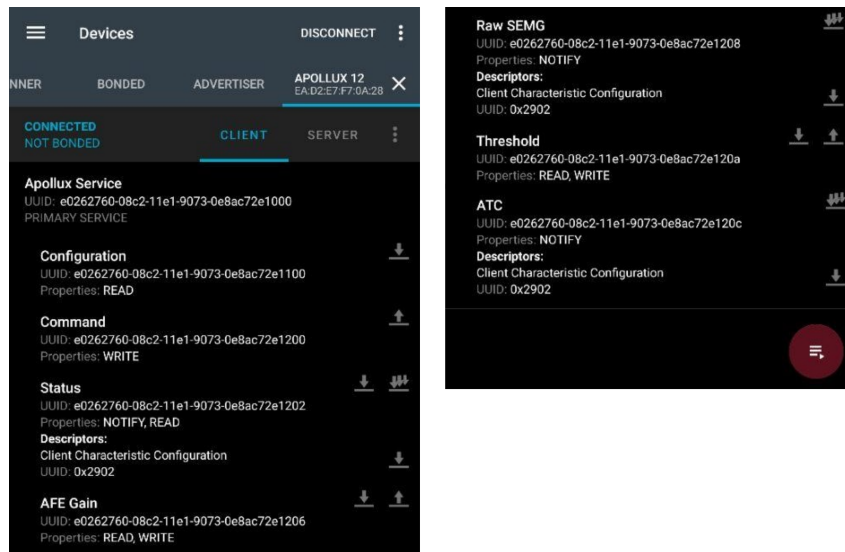 Devices
DISCONNECT
NNER
BONDED
ADVERTISER
APOLLUX 12
EA:D2:E7:F7:0A:28
CONNECTED
NOT BONDED
CLIENT
SERVER
Apollux Service
UUID: e0262760-08c2-11e1-9073-0e8ac72e1000
PRIMARY SERVICE
Configuration
UUID: e0262760-08c2-11e1-9073-0e8ac72e1100
Properties: READ
Command
UUID: e0262760-08c2-11e1-9073-0e8ac72e1200
Properties: WRITE
Status
UUID: e0262760-08c2-11e1-9073-0e8ac72e1202
Properties: NOTIFY, READ
Descriptors:
Client Characteristic Configuration
UUID: 0x2902
AFE Gain
UUID: e0262760-08c2-11e1-9073-0e8ac72e1206
Properties: READ, WRITE
Raw SEMG
UUID: e0262760-08c2-11e1-9073-0e8ac72e1208
Properties: NOTIFY
Descriptors:
Client Characteristic Configuration
UUID: 0x2902
Threshold
UUID: e0262760-08c2-11e1-9073-0e8ac72e120a
Properties: READ, WRITE
ATC
UUID: e0262760-08c2-11e1-9073-0e8ac72e120c
Properties: NOTIFY
Descriptors:
Client Characteristic Configuration
UUID: 0x2902